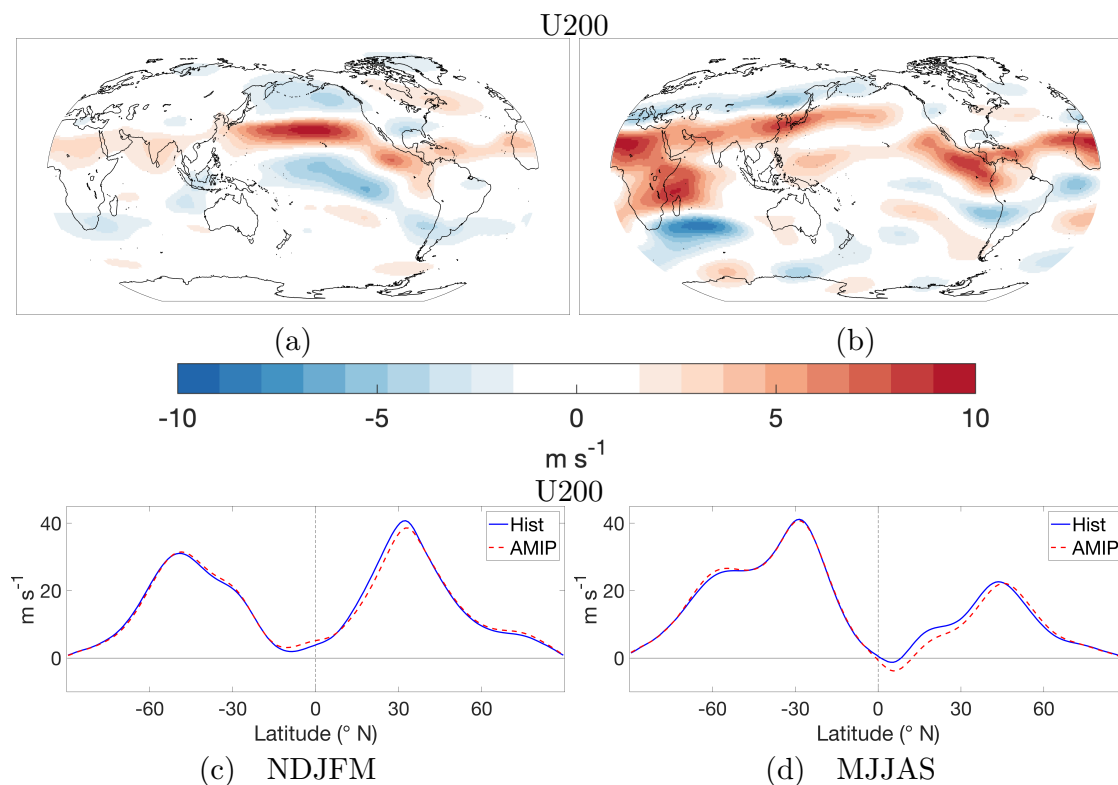 U200
(a) (b)
-10 -5 0 5 10
m s⁻¹
U200
40
20
0
m s⁻¹
Hist
AMIP
-60 -30 0 30 60
Latitude (° N)
(c) NDJFM
40
20
0
m s⁻¹
Hist
AMIP
-60 -30 0 30 60
Latitude (° N)
(d) MJJAS